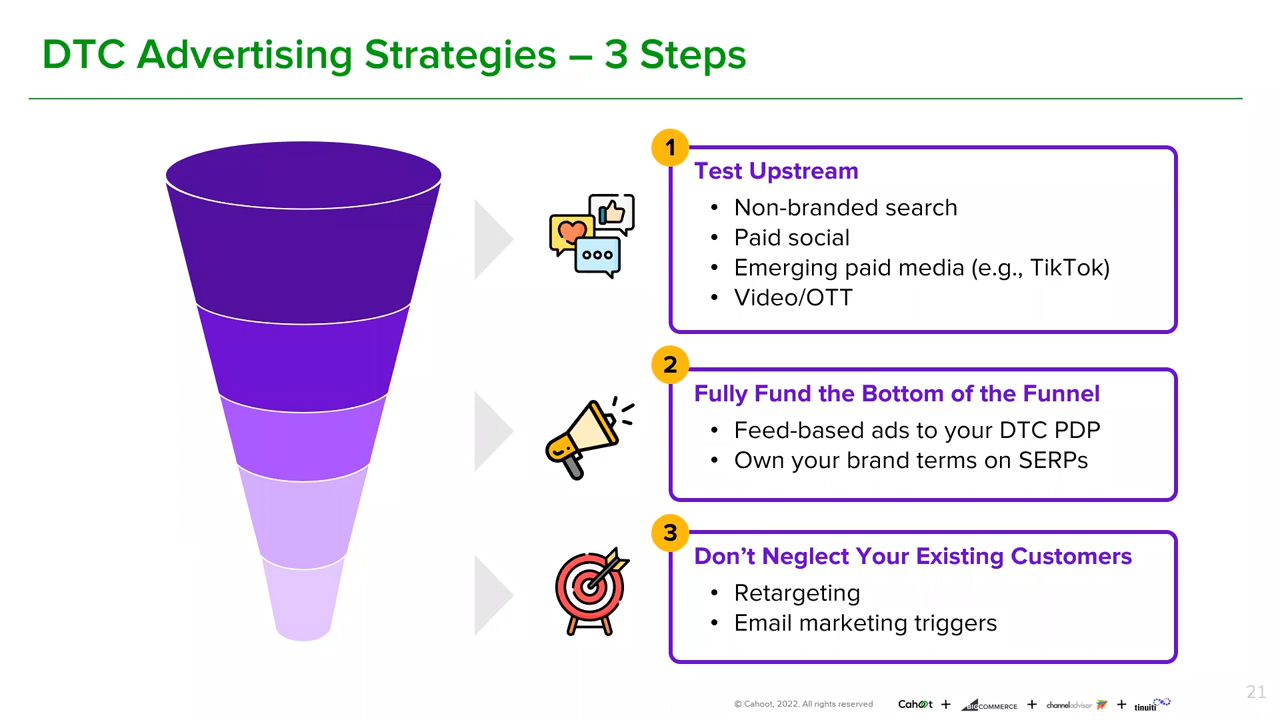 DTC Advertising Strategies – 3 Steps
1
Test Upstream
• Non-branded search
• Paid social
• Emerging paid media (e.g., TikTok)
• Video/OTT
2
Fully Fund the Bottom of the Funnel
• Feed-based ads to your DTC PDP
• Own your brand terms on SERPs
3
Don’t Neglect Your Existing Customers
• Retargeting
• Email marketing triggers
21
© Cahoot, 2022. All rights reserved
Cahoot + BIGCOMMERCE + channeladvisor + tinuiti